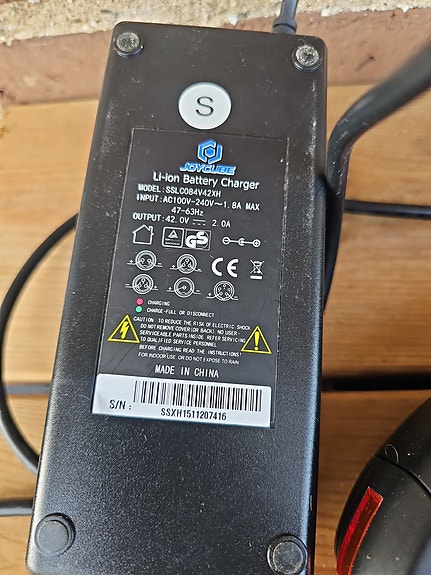 S
JOYCUBE
Li-ion Battery Charger
MODEL:SSLC084V42XH
INPUT:AC100V-240V~1.8A MAX
47-63Hz
OUTPUT:42.0V⎓2.0A
GS
CE
CHARGING
CHARGE-FULL OR DISCONNECT
CAUTION: TO REDUCE THE RISK OF ELECTRIC SHOCK
DO NOT REMOVE COVER(OR BACK) NO USER-
SERVICEABLE PARTS INSIDE. REFER SERVICING
TO QUALIFIED SERVICE PERSONNEL
BEFORE CHARGING READ THE INSTRUCTIONS!
FOR INDOOR USE. OR DO NOT EXPOSE TO RAIN
MADE IN CHINA
S/N:
SSXH1511207416